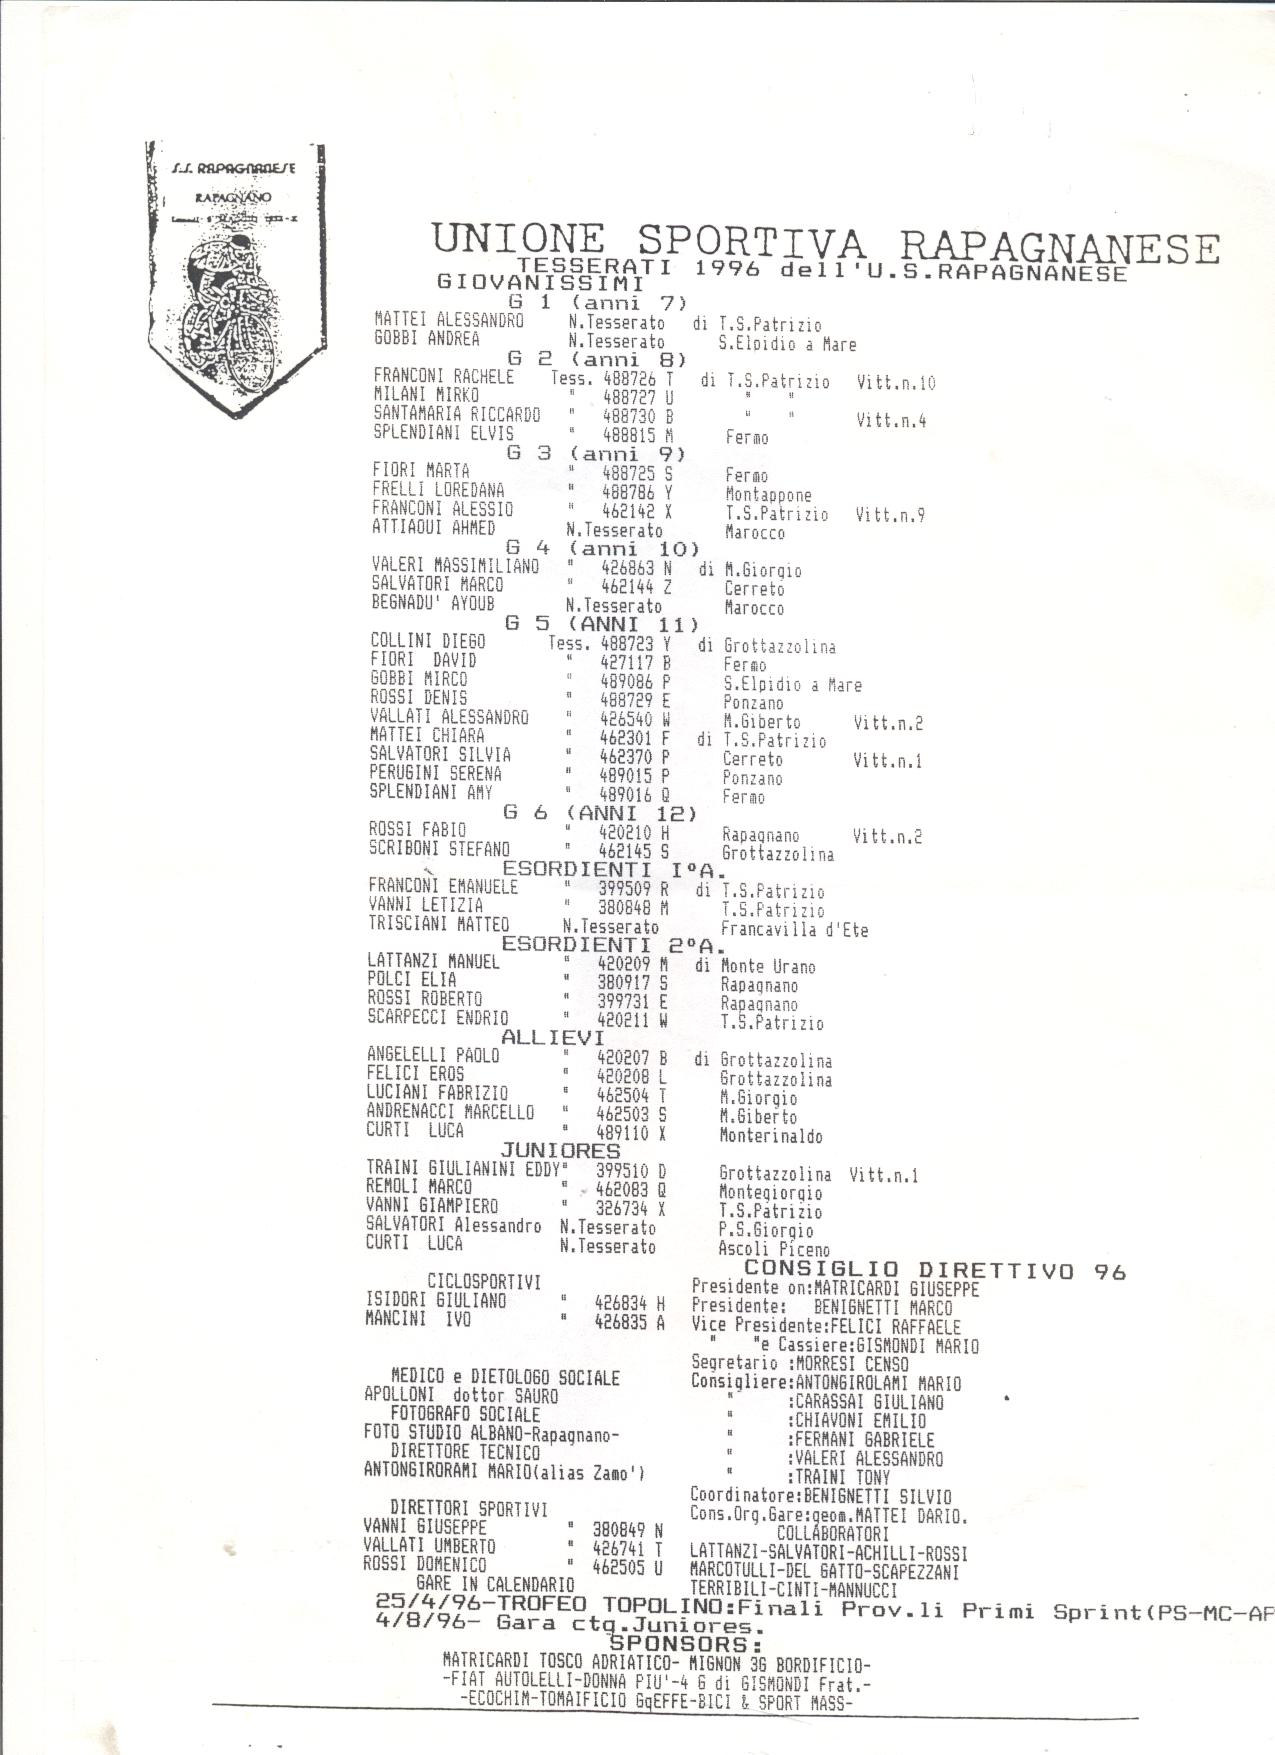 S.S. RAPAGNANESE
RAPAGNANO
UNIONE SPORTIVA RAPAGNANESE
TESSERATI 1996 dell'U.S.RAPAGNANESE
GIOVANISSIMI
G 1 (anni 7)
MATTEI ALESSANDRO N.Tesserato di T.S.Patrizio
GOBBI ANDREA N.Tesserato S.Elpidio a Mare
G 2 (anni 8)
FRANCONI RACHELE Tess. 488726 T di T.S.Patrizio Vitt.n.10
MILANI MIRKO " 488727 U " "
SANTAMARIA RICCARDO " 488730 B " " Vitt.n.4
SPLENDIANI ELVIS " 488815 M Fermo
G 3 (anni 9)
FIORI MARTA " 488725 S Fermo
FRELLI LOREDANA " 488786 Y Montappone
FRANCONI ALESSIO " 462142 X T.S.Patrizio Vitt.n.9
ATTIAOUI AHMED N.Tesserato Marocco
G 4 (anni 10)
VALERI MASSIMILIANO " 426863 N di M.Giorgio
SALVATORI MARCO " 462144 Z Cerreto
BEGNADU' AYOUB N.Tesserato Marocco
G 5 (ANNI 11)
COLLINI DIEGO Tess. 488723 Y di Grottazzolina
FIORI DAVID " 427117 B Fermo
GOBBI MIRCO " 489086 P S.Elpidio a Mare
ROSSI DENIS " 488729 E Ponzano
VALLATI ALESSANDRO " 426540 W M.Giberto Vitt.n.2
MATTEI CHIARA " 462301 F di T.S.Patrizio
SALVATORI SILVIA " 462370 P Cerreto Vitt.n.1
PERUGINI SERENA " 489015 P Ponzano
SPLENDIANI AMY " 489016 Q Fermo
G 6 (ANNI 12)
ROSSI FABIO " 420210 H Rapagnano Vitt.n.2
SCRIBONI STEFANO " 462145 S Grottazzolina
ESORDIENTI I°A.
FRANCONI EMANUELE " 399509 R di T.S.Patrizio
VANNI LETIZIA " 380848 M T.S.Patrizio
TRISCIANI MATTEO N.Tesserato Francavilla d'Ete
ESORDIENTI 2°A.
LATTANZI MANUEL " 420209 M di Monte Urano
POLCI ELIA " 380917 S Rapagnano
ROSSI ROBERTO " 399731 E Rapagnano
SCARPECCI ENDRIO " 420211 W T.S.Patrizio
ALLIEVI
ANGELELLI PAOLO " 420207 B di Grottazzolina
FELICI EROS " 420208 L Grottazzolina
LUCIANI FABRIZIO " 462504 T M.Giorgio
ANDRENACCI MARCELLO " 462503 S M.Giberto
CURTI LUCA " 489110 X Monterinaldo
JUNIORES
TRAINI GIULIANINI EDDY" 399510 D Grottazzolina Vitt.n.1
REMOLI MARCO " 462083 Q Montegiorgio
VANNI GIAMPIERO " 326734 X T.S.Patrizio
SALVATORI Alessandro N.Tesserato P.S.Giorgio
CURTI LUCA N.Tesserato Ascoli Piceno
CICLOSPORTIVI
ISIDORI GIULIANO " 426834 H
MANCINI IVO " 426835 A
MEDICO e DIETOLOGO SOCIALE
APOLLONI dottor SAURO
FOTOGRAFO SOCIALE
FOTO STUDIO ALBANO-Rapagnano-
DIRETTORE TECNICO
ANTONGIRORAMI MARIO(alias Zamo')
DIRETTORI SPORTIVI
VANNI GIUSEPPE " 380849 N
VALLATI UMBERTO " 426741 T
ROSSI DOMENICO " 462505 U
CONSIGLIO DIRETTIVO 96
Presidente on:MATRICARDI GIUSEPPE
Presidente: BENIGNETTI MARCO
Vice Presidente:FELICI RAFFAELE
" "e Cassiere:GISMONDI MARIO
Segretario :MORRESI CENSO
Consigliere:ANTONGIROLAMI MARIO
" :CARASSAI GIULIANO
" :CHIAVONI EMILIO
" :FERMANI GABRIELE
" :VALERI ALESSANDRO
" :TRAINI TONY
Coordinatore:BENIGNETTI SILVIO
Cons.Org.Gare:geom.MATTEI DARIO.
COLLABORATORI
LATTANZI-SALVATORI-ACHILLI-ROSSI
MARCOTULLI-DEL GATTO-SCAPEZZANI
TERRIBILI-CINTI-MANNUCCI
GARE IN CALENDARIO
25/4/96-TROFEO TOPOLINO:Finali Prov.li Primi Sprint(PS-MC-AP
4/8/96- Gara ctg.Juniores.
SPONSORS:
MATRICARDI TOSCO ADRIATICO- MIGNON 3G BORDIFICIO-
-FIAT AUTOLELLI-DONNA PIU'-4 G di GISMONDI Frat.-
-ECOCHIM-TOMAIFICIO GgEFFE-BICI & SPORT MASS-